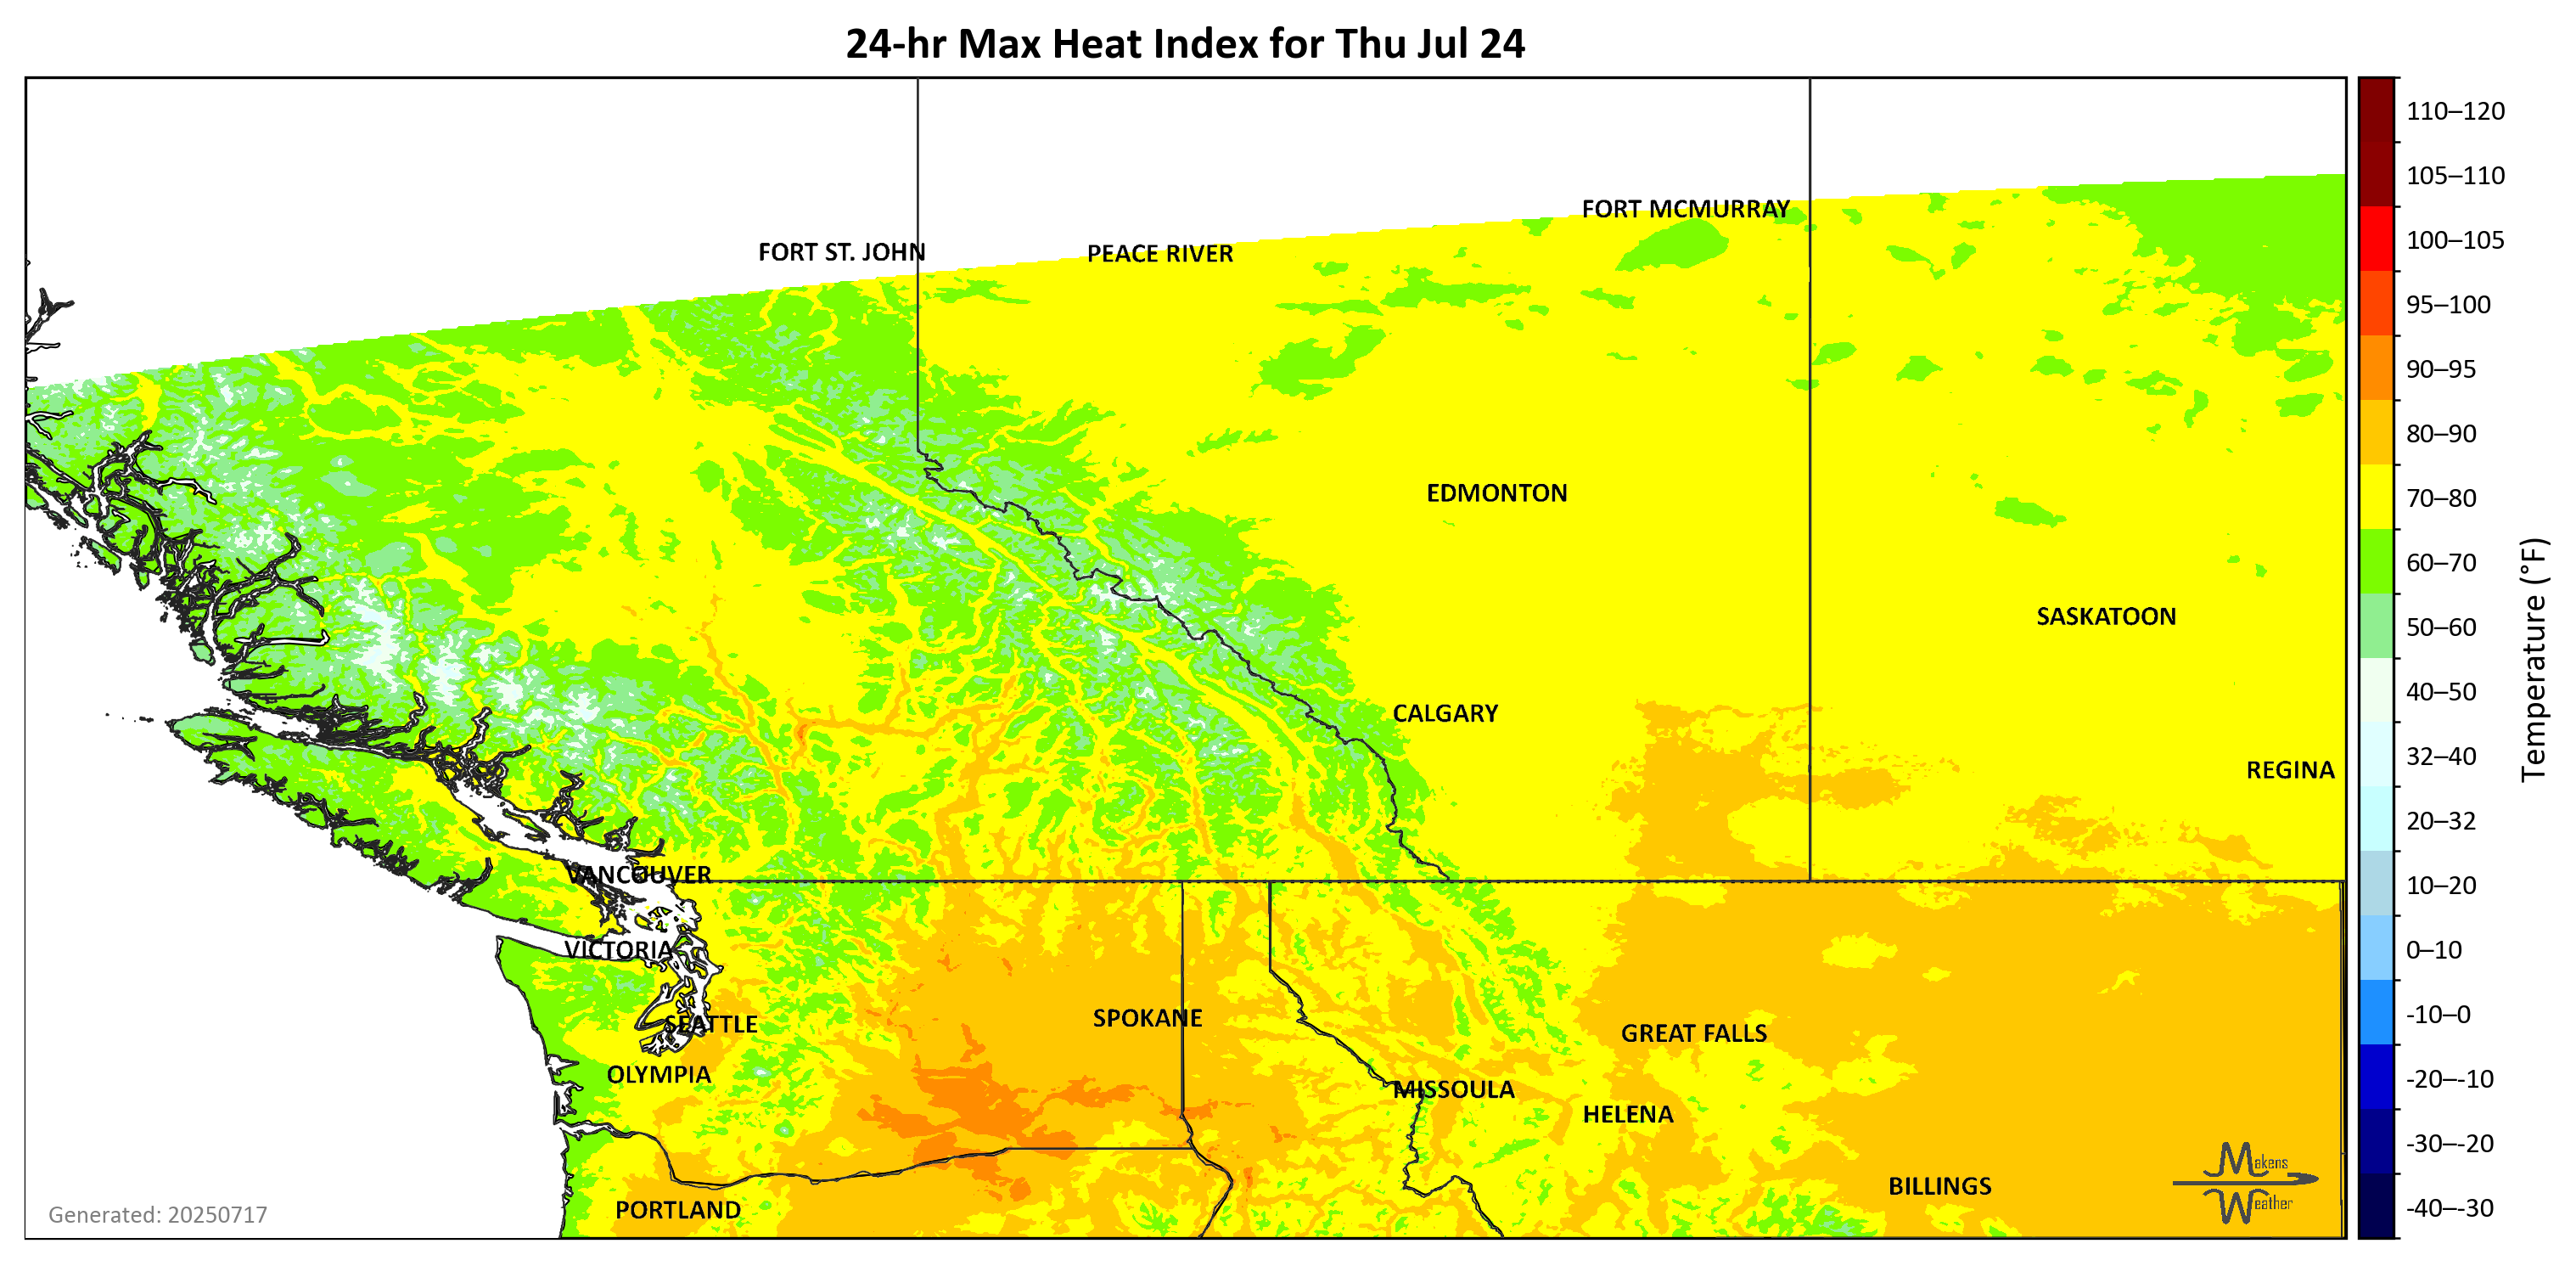 24-hr Max Heat Index for Thu Jul 24
110–120
105–110
FORT MCMURRAY
100–105
FORT ST. JOHN
PEACE RIVER
95–100
90–95
80–90
EDMONTON
70–80
60–70
SASKATOON
50–60
40–50
CALGARY
32–40
REGINA
Temperature (°F)
20–32
VANCOUVER
10–20
VICTORIA
0–10
SPOKANE
-10–0
SEATTLE
GREAT FALLS
OLYMPIA
-20–-10
MISSOULA
HELENA
-30–-20
Makens
Weather
BILLINGS
PORTLAND
-40–-30
Generated: 20250717